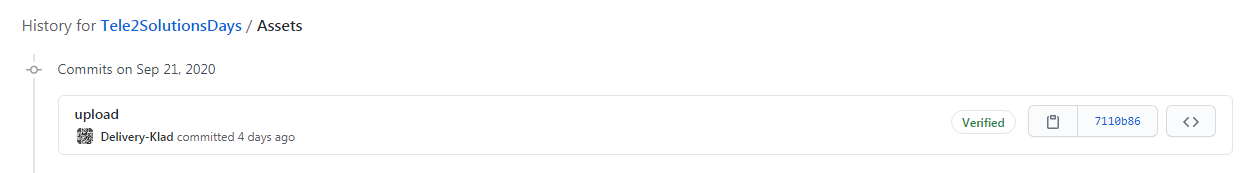 History for Tele2SolutionsDays / Assets
Commits on Sep 21, 2020
upload
Delivery-Klad committed 4 days ago
Verified
7110b86